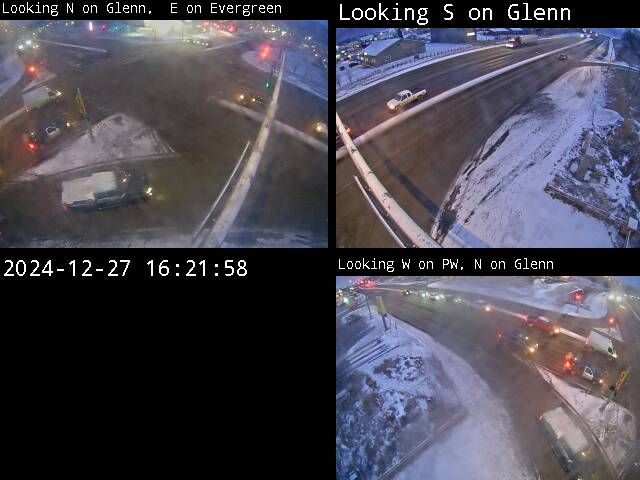 Looking N on Glenn,  E on Evergreen
Looking S on Glenn
2024-12-27 16:21:58
Looking W on PW, N on Glenn